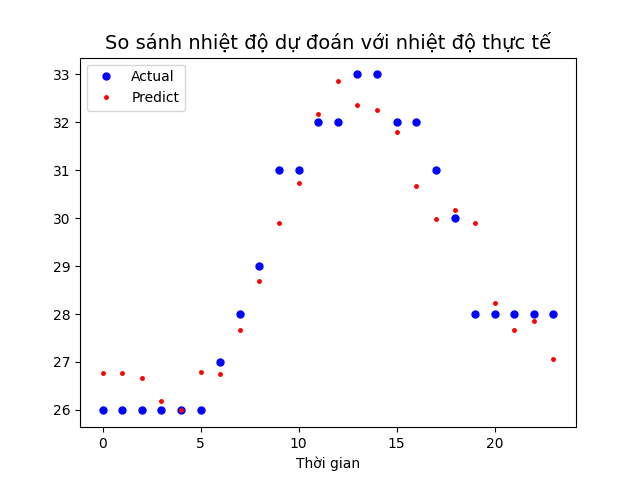 So sánh nhiệt độ dự đoán với nhiệt độ thực tế
Actual
Predict
33
32
31
30
29
28
27
26
0 5 10 15 20
Thời gian